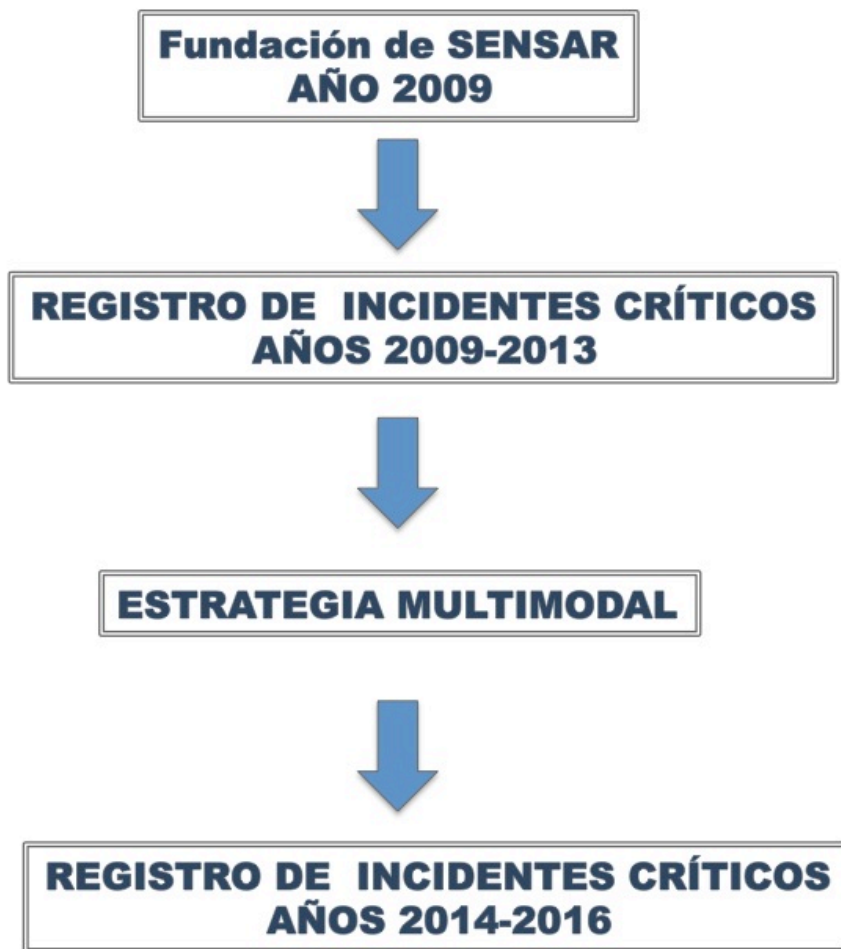 Fundación de SENSAR
AÑO 2009
REGISTRO DE INCIDENTES CRÍTICOS
AÑOS 2009-2013
ESTRATEGIA MULTIMODAL
REGISTRO DE INCIDENTES CRÍTICOS
AÑOS 2014-2016